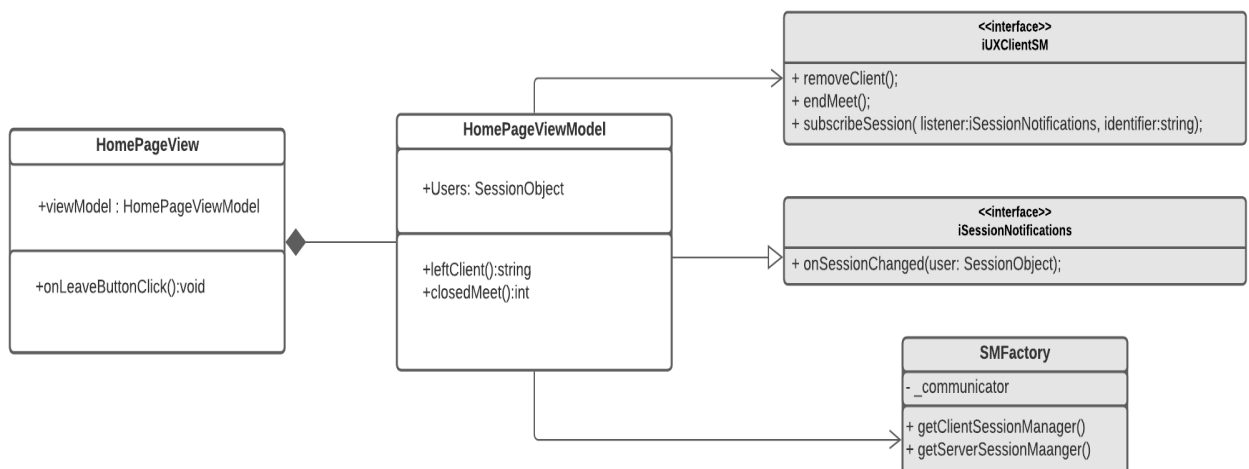 HomePageView
+viewModel : HomePageViewModel
+onLeaveButtonClick():void
HomePageViewModel
+Users: SessionObject
+leftClient():string
+closedMeet():int
<<interface>>
iUXClientSM
+ removeClient();
+ endMeet();
+ subscribeSession( listener:iSessionNotifications, identifier:string);
<<interface>>
iSessionNotifications
+ onSessionChanged(user: SessionObject);
SMFactory
- _communicator
+ getClientSessionManager()
+ getServerSessionMaanger()